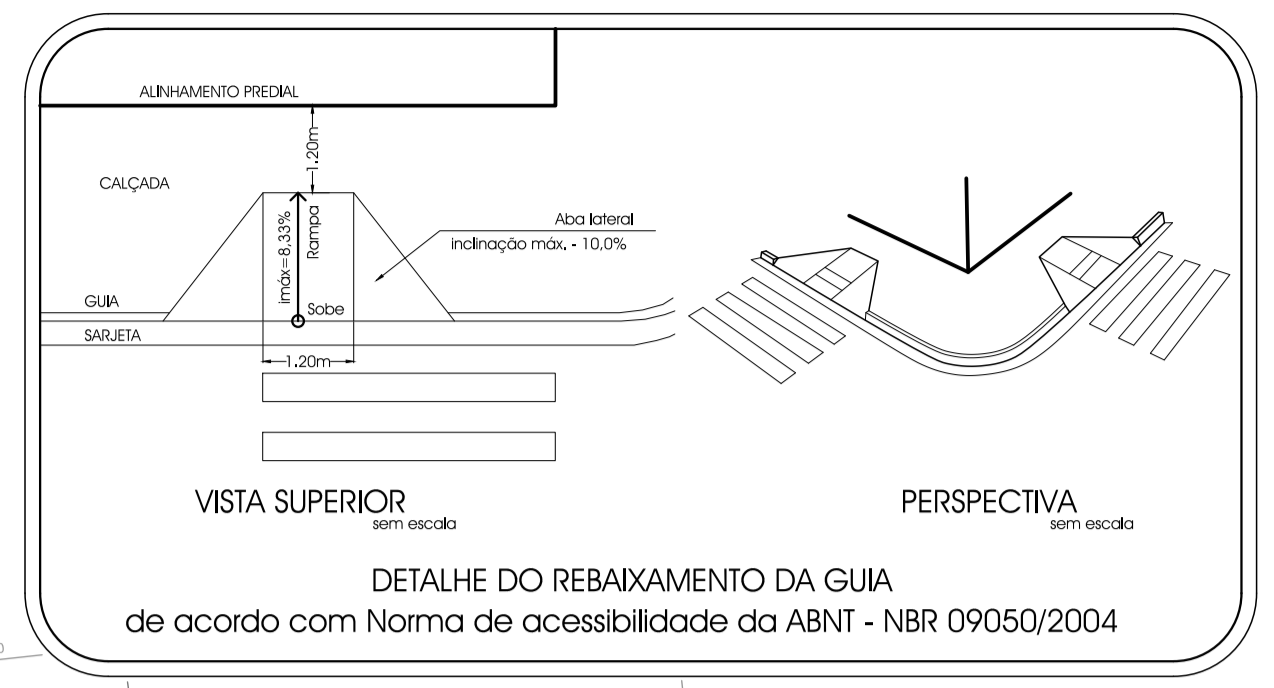 ALINHAMENTO PREDIAL
1.20m
CALÇADA
imáx=8,33%
Rampa
Aba lateral
inclinação máx. - 10,0%
GUIA
Sobe
SARJETA
1.20m
VISTA SUPERIOR
sem escala
PERSPECTIVA
sem escala
DETALHE DO REBAIXAMENTO DA GUIA
de acordo com Norma de acessibilidade da ABNT - NBR 09050/2004